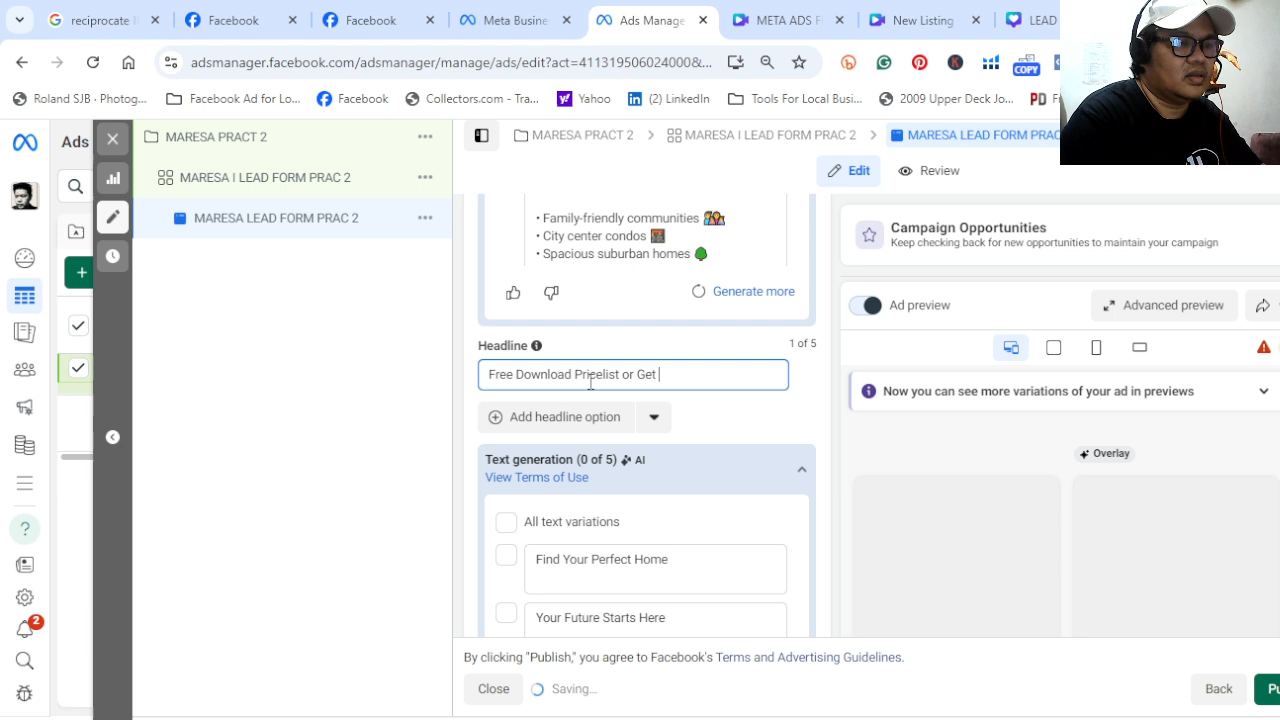 reciprocate
Facebook
Facebook
Meta Busine
Ads Manage
META ADS F
New Listing
LEAD
adsmanager.facebook.com/adsmanager/manage/ads/edit?act=4113195060240000&...
COPY
Roland SJB - Photog...
Facebook Ad for Lo...
Facebook
Collectors.com - Tra...
Yahoo
(2) LinkedIn
Tools For Local Busi...
2009 Upper Deck Jo...
PD
Ads
MARESA PRACT 2
MARESA | LEAD FORM PRAC 2
MARESA LEAD FORM PRAC 2
MARESA PRACT 2
MARESA | LEAD FORM PRAC 2
MARESA LEAD FORM PRAC
Edit
Review
• Family-friendly communities
• City center condos
• Spacious suburban homes
Generate more
Headline
1 of 5
Free Download Pricelist or Get
Add headline option
Text generation (0 of 5) AI
View Terms of Use
All text variations
Find Your Perfect Home
Your Future Starts Here
Campaign Opportunities
Keep checking back for new opportunities to maintain your campaign
Ad preview
Advanced preview
Now you can see more variations of your ad in previews
Overlay
By clicking "Publish," you agree to Facebook's Terms and Advertising Guidelines.
Close
Saving...
Back
Pu
2